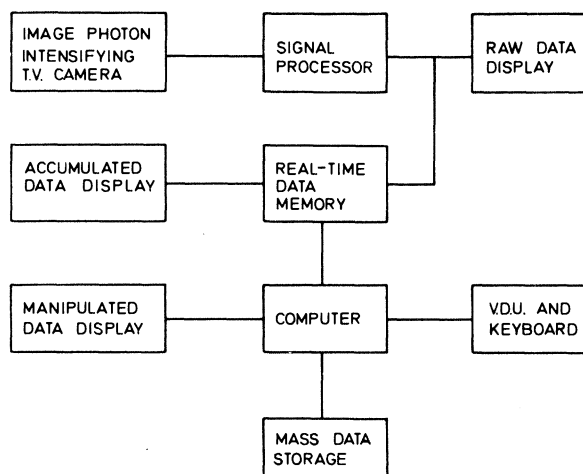 IMAGE PHOTON
INTENSIFYING
T.V. CAMERA
SIGNAL
PROCESSOR
RAW DATA
DISPLAY
ACCUMULATED
DATA DISPLAY
REAL-TIME
DATA
MEMORY
MANIPULATED
DATA DISPLAY
COMPUTER
V.D.U. AND
KEYBOARD
MASS DATA
STORAGE